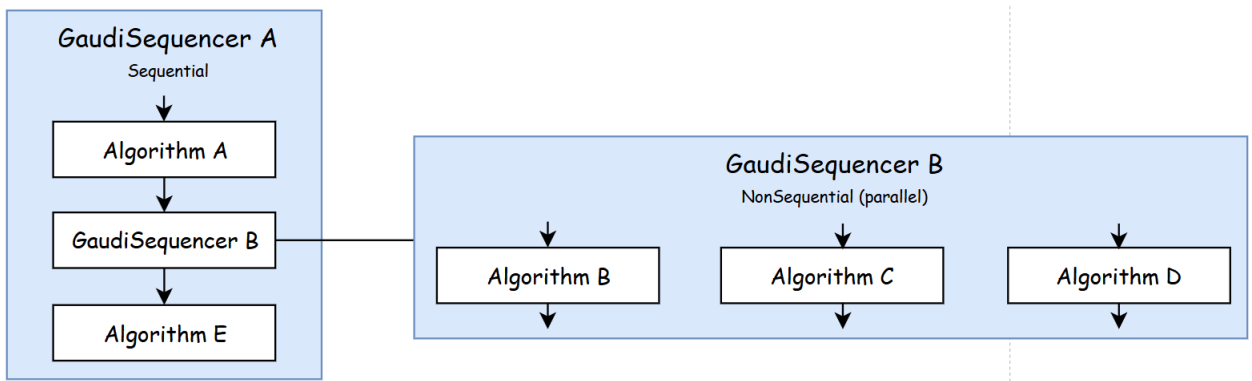 GaudiSequencer A
Sequential
Algorithm A
GaudiSequencer B
Algorithm E
GaudiSequencer B
NonSequential (parallel)
Algorithm B
Algorithm C
Algorithm D